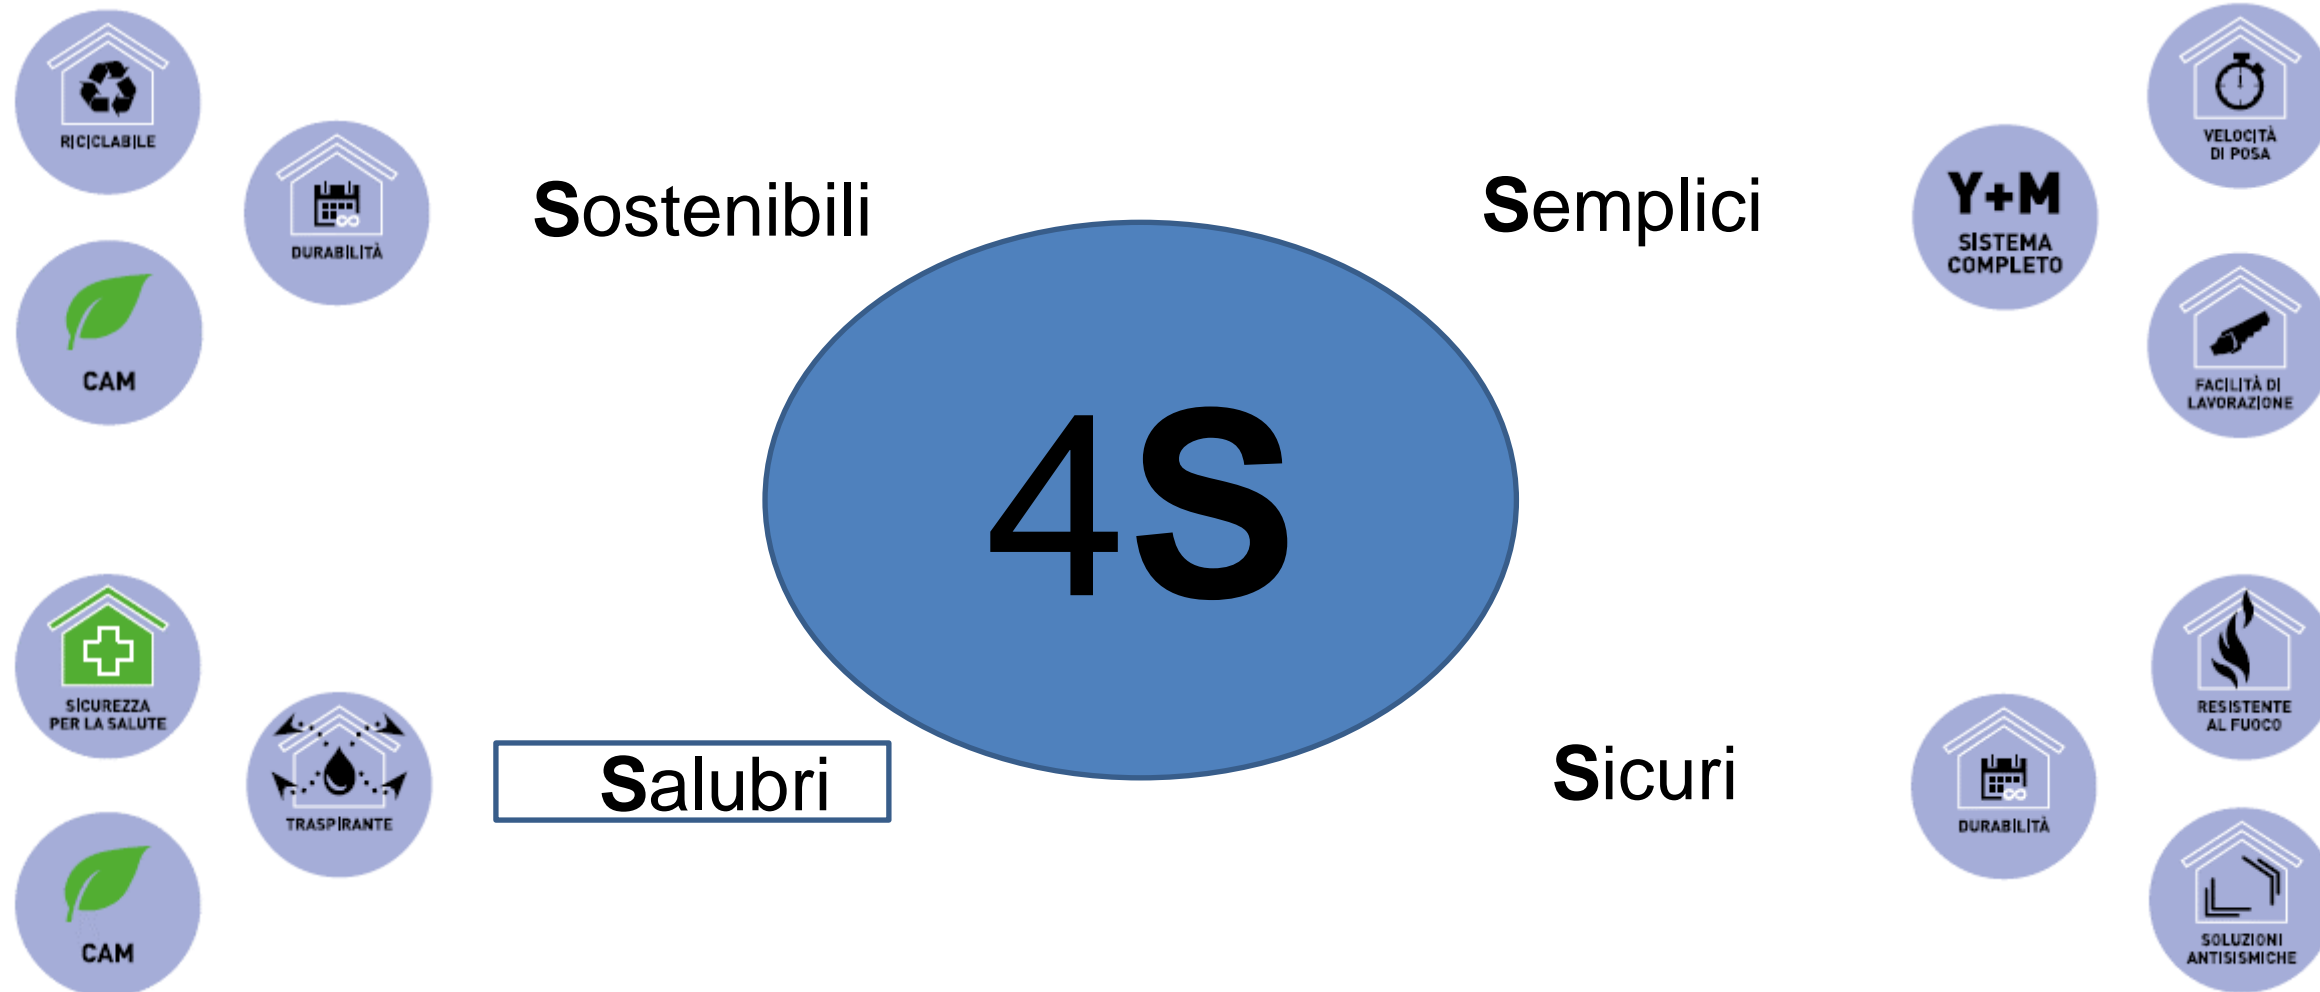 RICICLABILE
DURABILITÀ
CAM
Sostenibili
Semplici
Y+M
SISTEMA
COMPLETO
VELOCITÀ
DI POSA
FACILITÀ DI
LAVORAZIONE
4S
SICUREZZA
PER LA SALUTE
TRASPIRANTE
CAM
Salubri
Sicuri
DURABILITÀ
RESISTENTE
AL FUOCO
SOLUZIONI
ANTISISMICHE